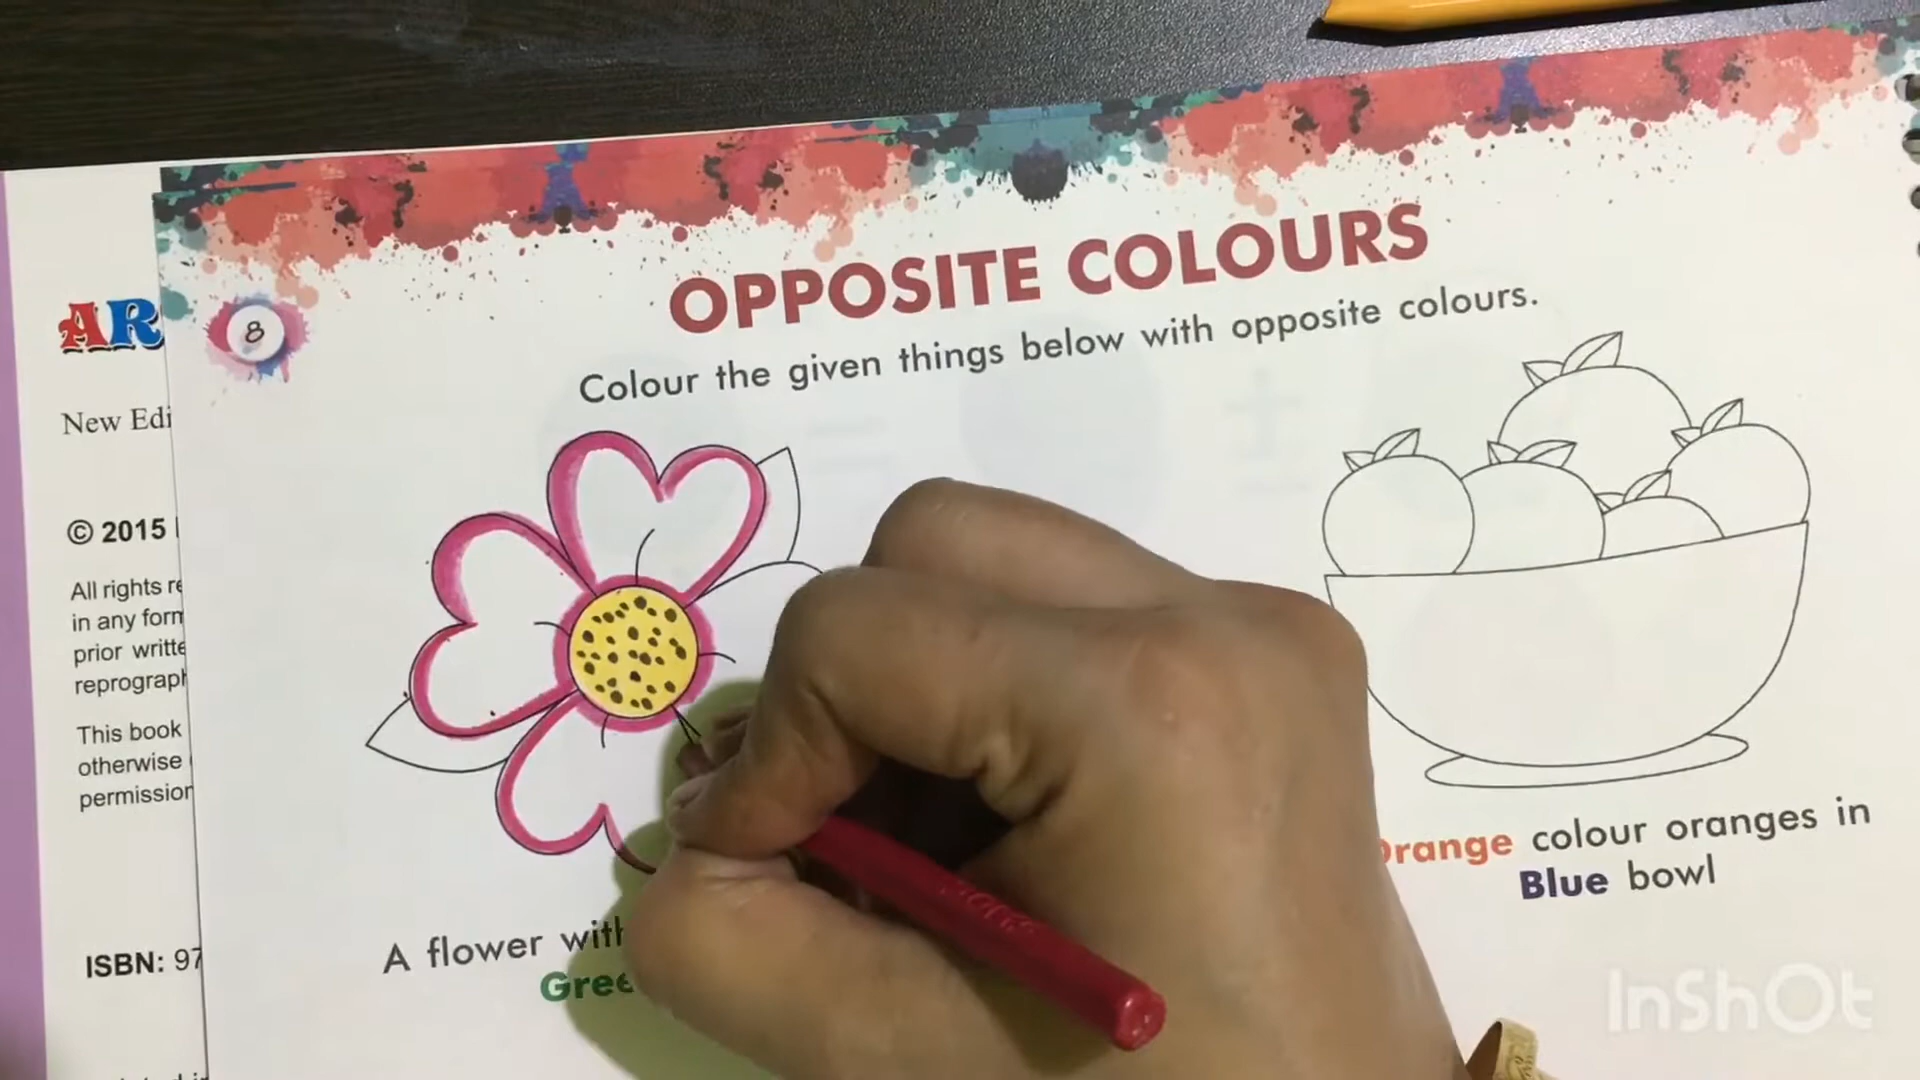 OPPOSITE COLOURS
8
Colour the given things below with opposite colours.
AR
New Edi
© 2015
All rights re
in any form
prior writte
reprograph
This book
otherwise
permission
ISBN: 97
A flower with
Gree
Orange colour oranges in
Blue bowl
InShOt